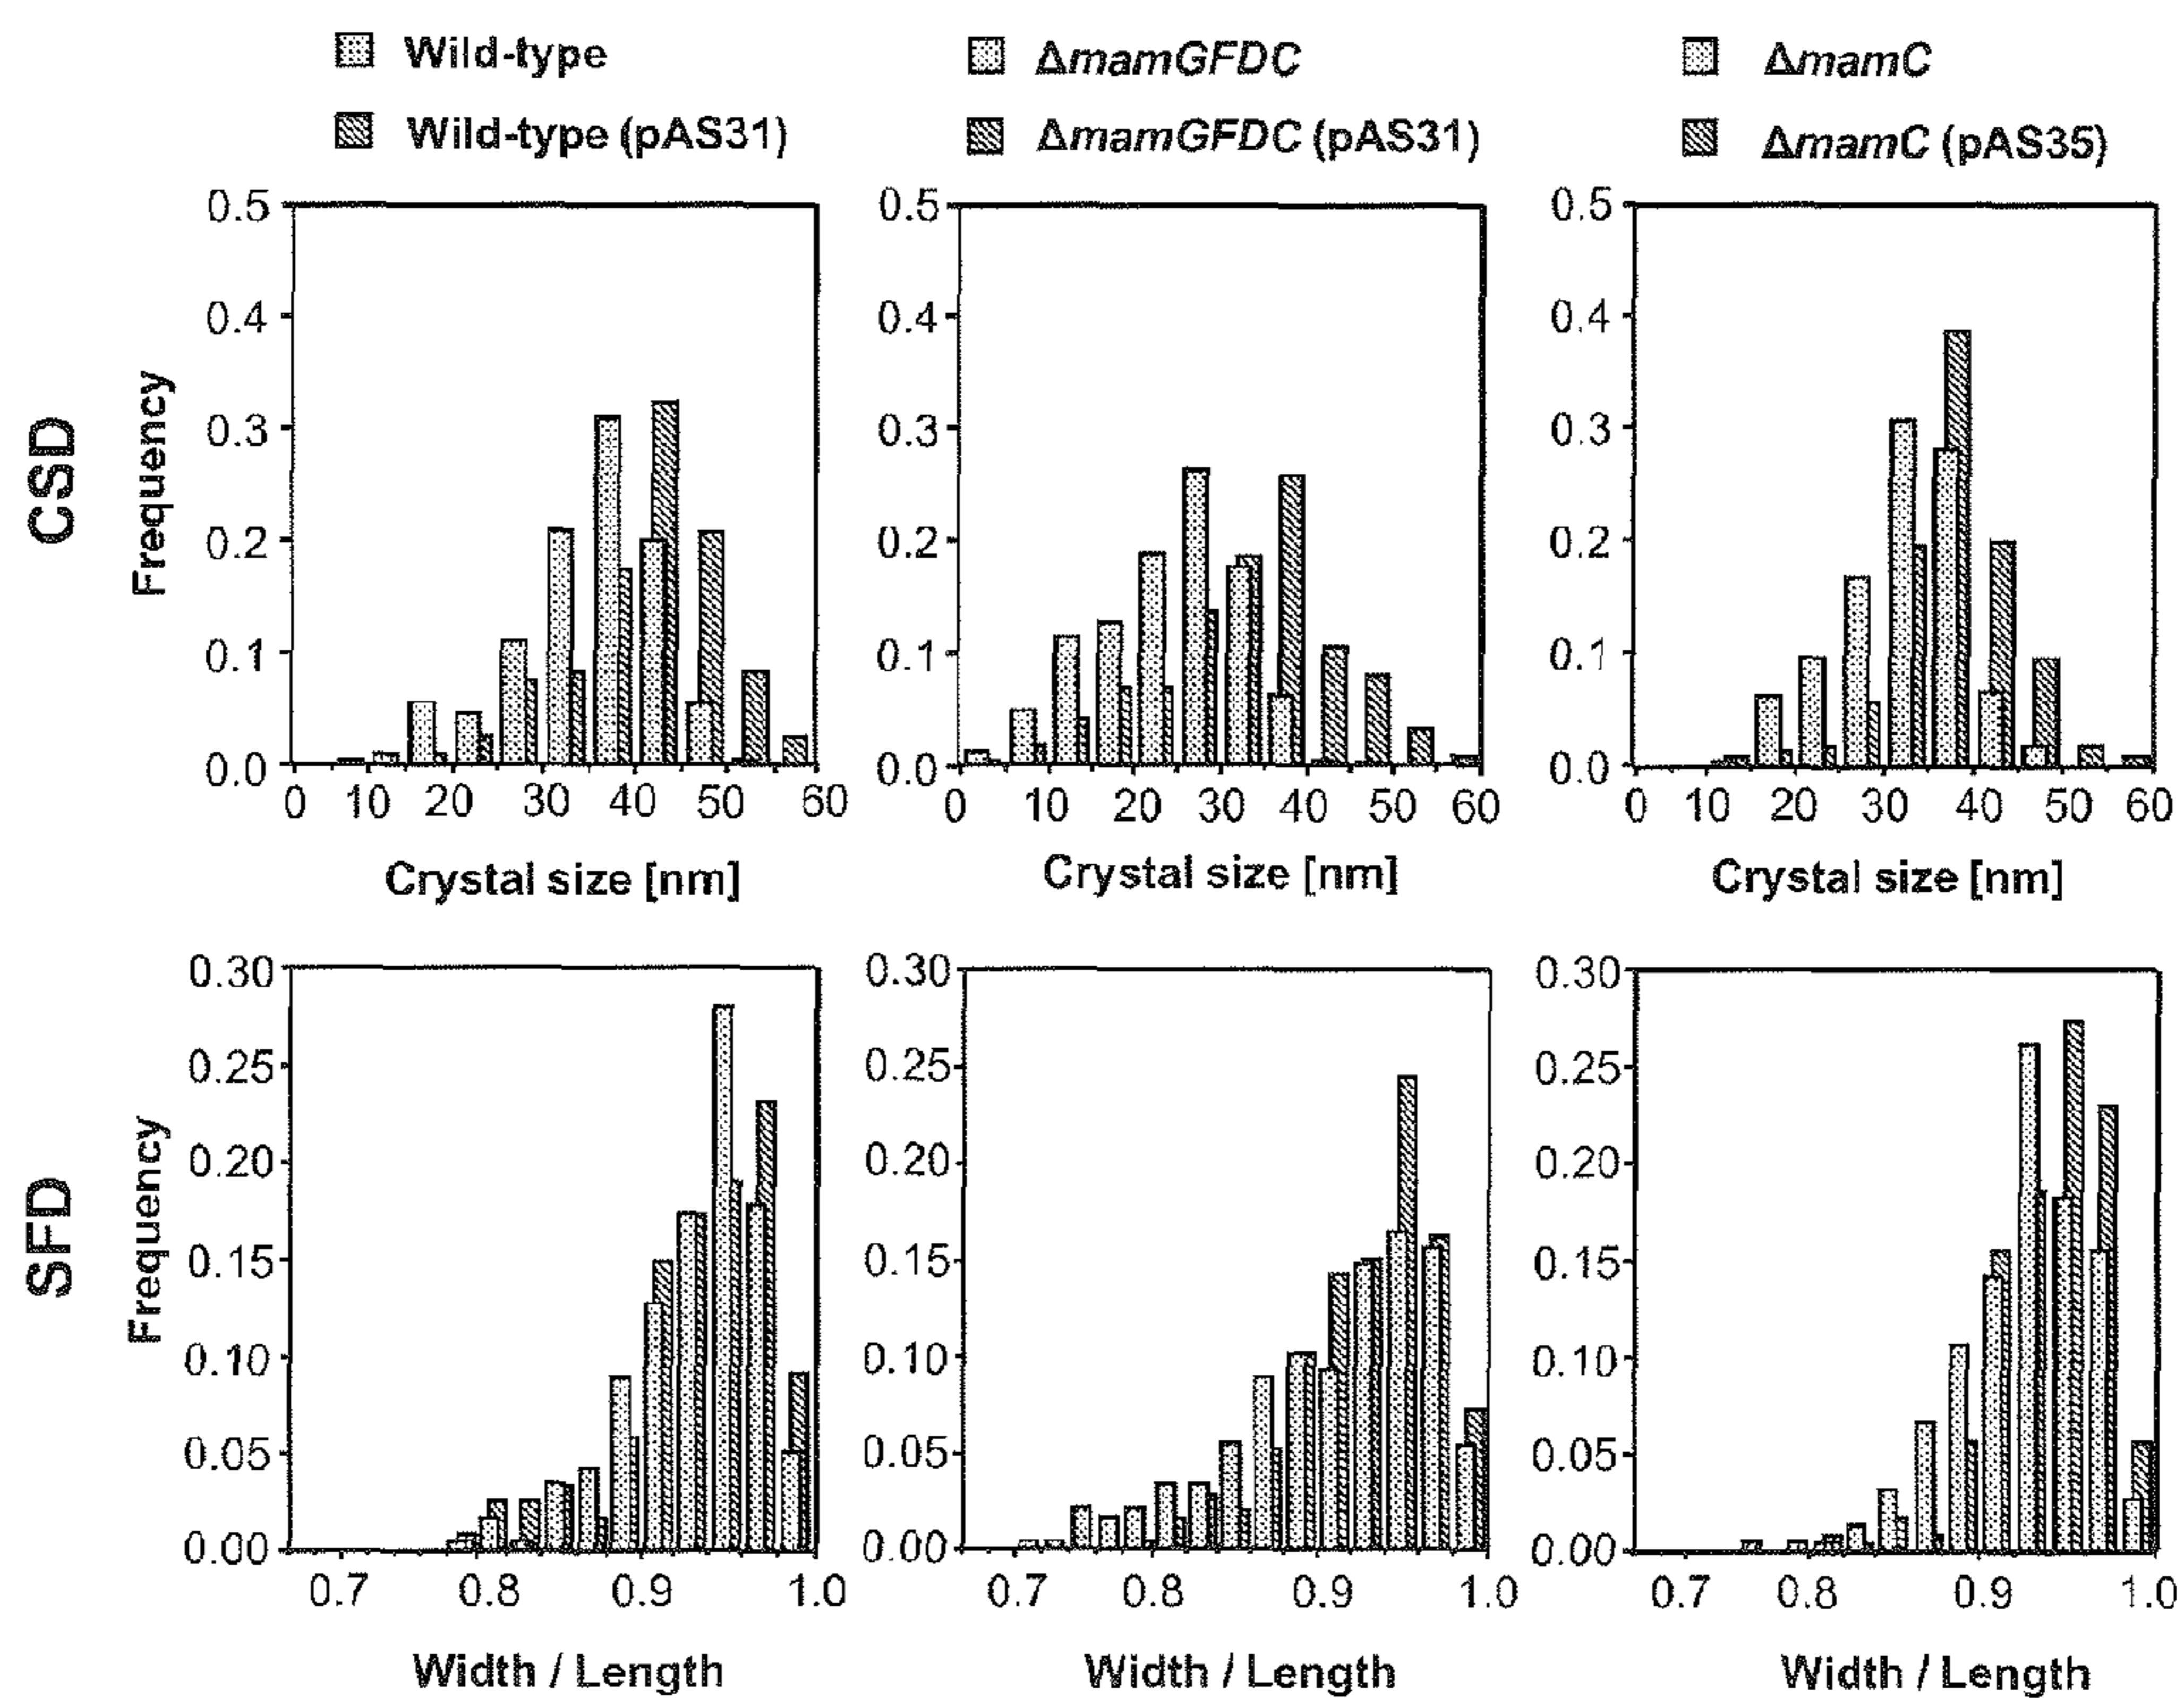 Wild-type
Wild-type (pAS31)
ΔmamGFDC
ΔmamGFDC (pAS31)
ΔmamC
ΔmamC (pAS35)
CSD
Frequency
0.5
0.4
0.3
0.2
0.1
0.0
0 10 20 30 40 50 60
Crystal size [nm]
0.5
0.4
0.3
0.2
0.1
0.0
0 10 20 30 40 50 60
Crystal size [nm]
0.5
0.4
0.3
0.2
0.1
0.0
0 10 20 30 40 50 60
Crystal size [nm]
SFD
Frequency
0.30
0.25
0.20
0.15
0.10
0.05
0.00
0.7 0.8 0.9 1.0
Width / Length
0.30
0.25
0.20
0.15
0.10
0.05
0.00
0.7 0.8 0.9 1.0
Width / Length
0.30
0.25
0.20
0.15
0.10
0.05
0.00
0.7 0.8 0.9 1.0
Width / Length